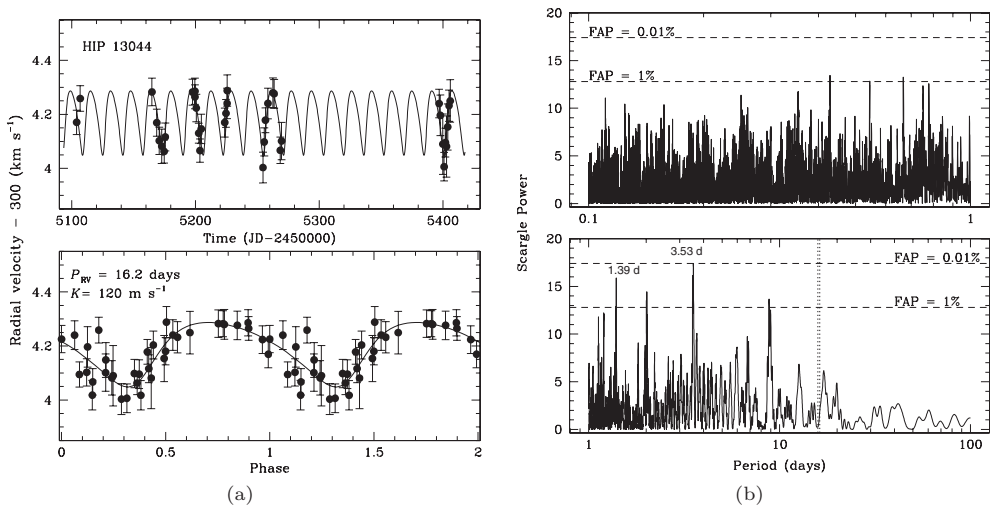 HIP 13044
4.4
4.2
4
5100
5200
5300
5400
Time (JD-2450000)
Radial velocity - 300 (km s⁻¹)
P_RV = 16.2 days
K= 120 m s⁻¹
4.4
4.2
4
0
0.5
1
1.5
2
Phase
(a)
20
15
10
5
0
FAP = 0.01%
FAP = 1%
0.1
1
Scargle Power
20
15
10
5
0
1.39 d
3.53 d
FAP = 0.01%
FAP = 1%
1
10
100
Period (days)
(b)